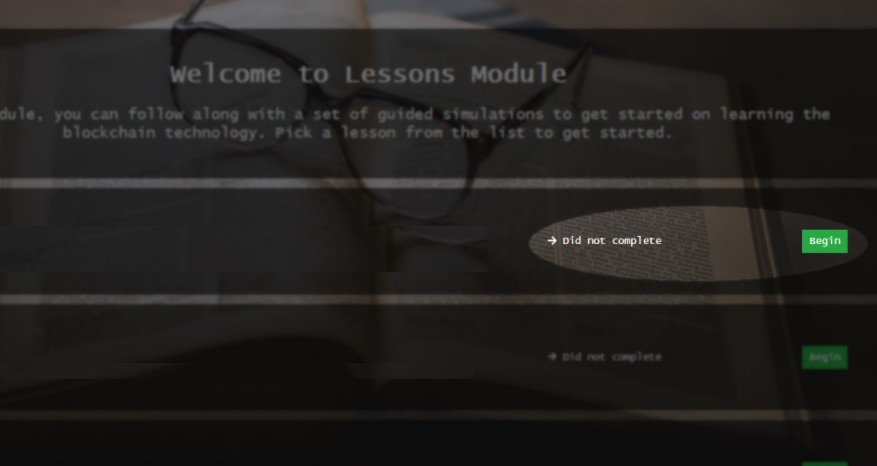 Welcome to Lessons Module
dule, you can follow along with a set of guided simulations to get started on learning the
blockchain technology. Pick a lesson from the list to get started.
→ Did not complete Begin
→ Did not complete Begin